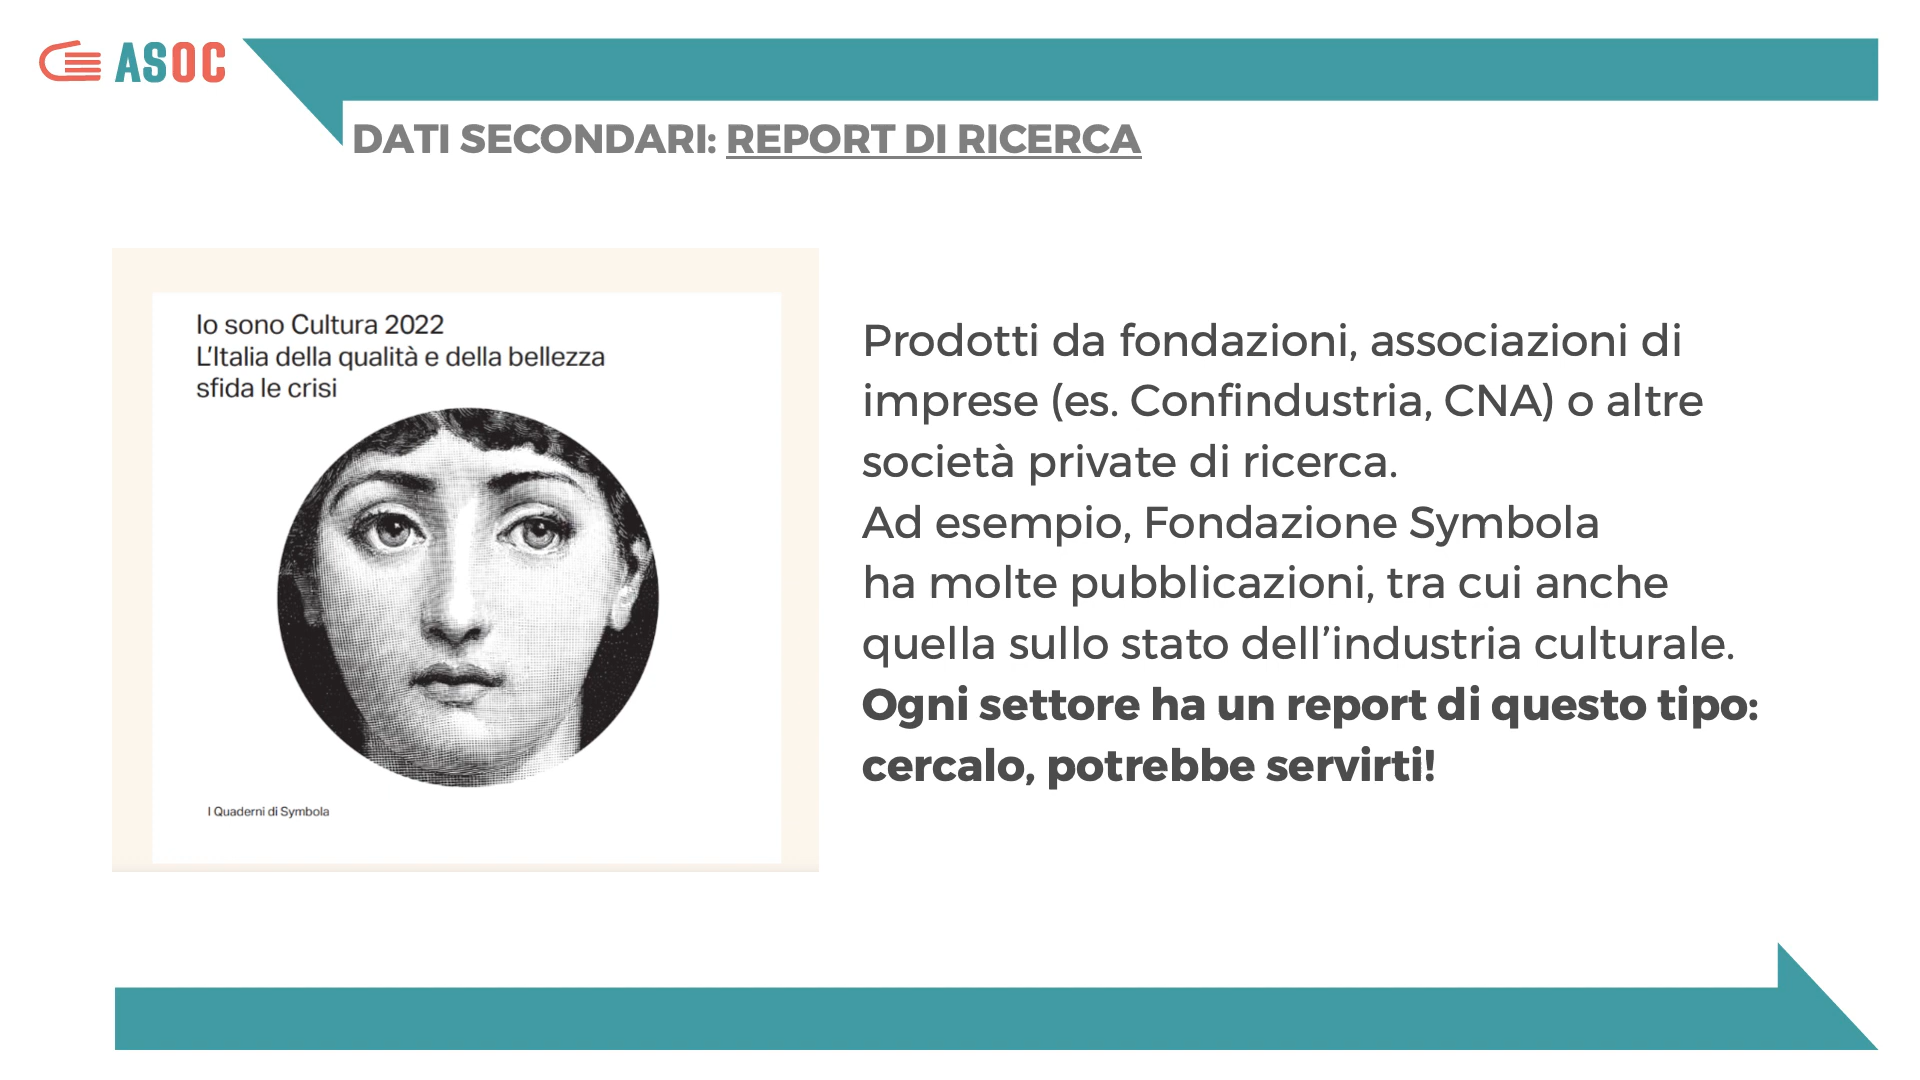 ASOC
DATI SECONDARI: REPORT DI RICERCA
Io sono Cultura 2022
L'Italia della qualità e della bellezza
sfida le crisi
I Quaderni di Symbola
Prodotti da fondazioni, associazioni di
imprese (es. Confindustria, CNA) o altre
società private di ricerca.
Ad esempio, Fondazione Symbola
ha molte pubblicazioni, tra cui anche
quella sullo stato dell’industria culturale.
Ogni settore ha un report di questo tipo:
cercalo, potrebbe servirti!